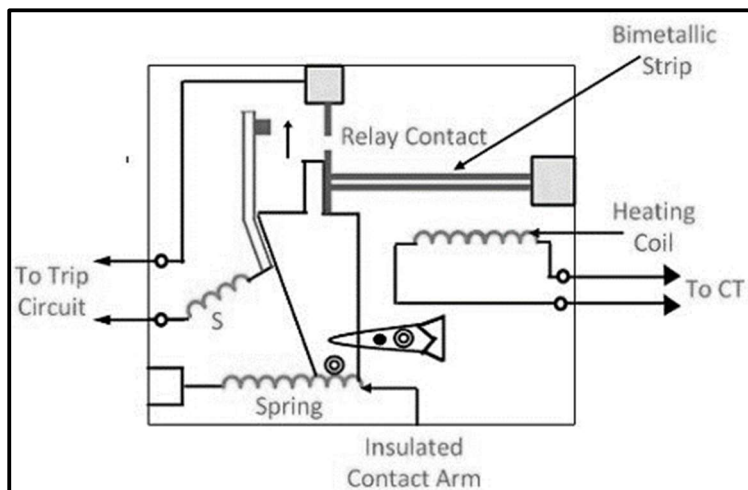 Bimetallic
Strip
Relay Contact
Heating
Coil
To Trip
Circuit
To CT
S
Spring
Insulated
Contact Arm